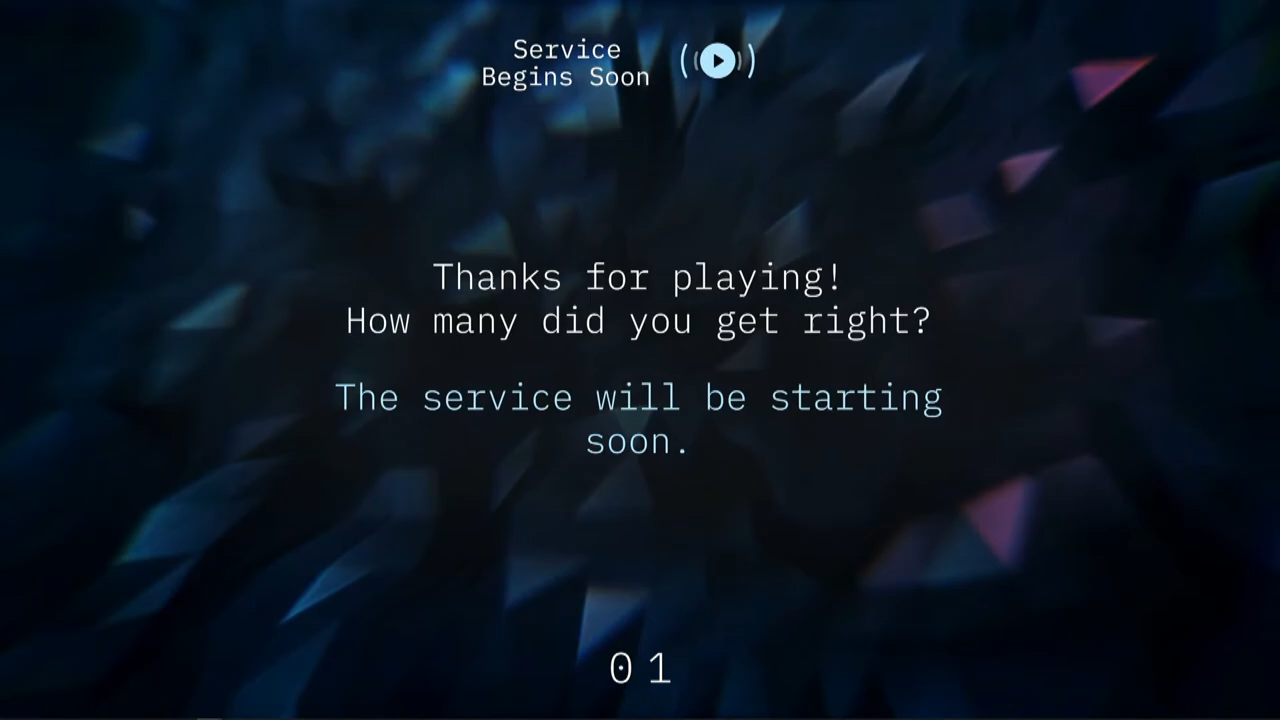 Service
Begins Soon
Thanks for playing!
How many did you get right?
The service will be starting
soon.
01